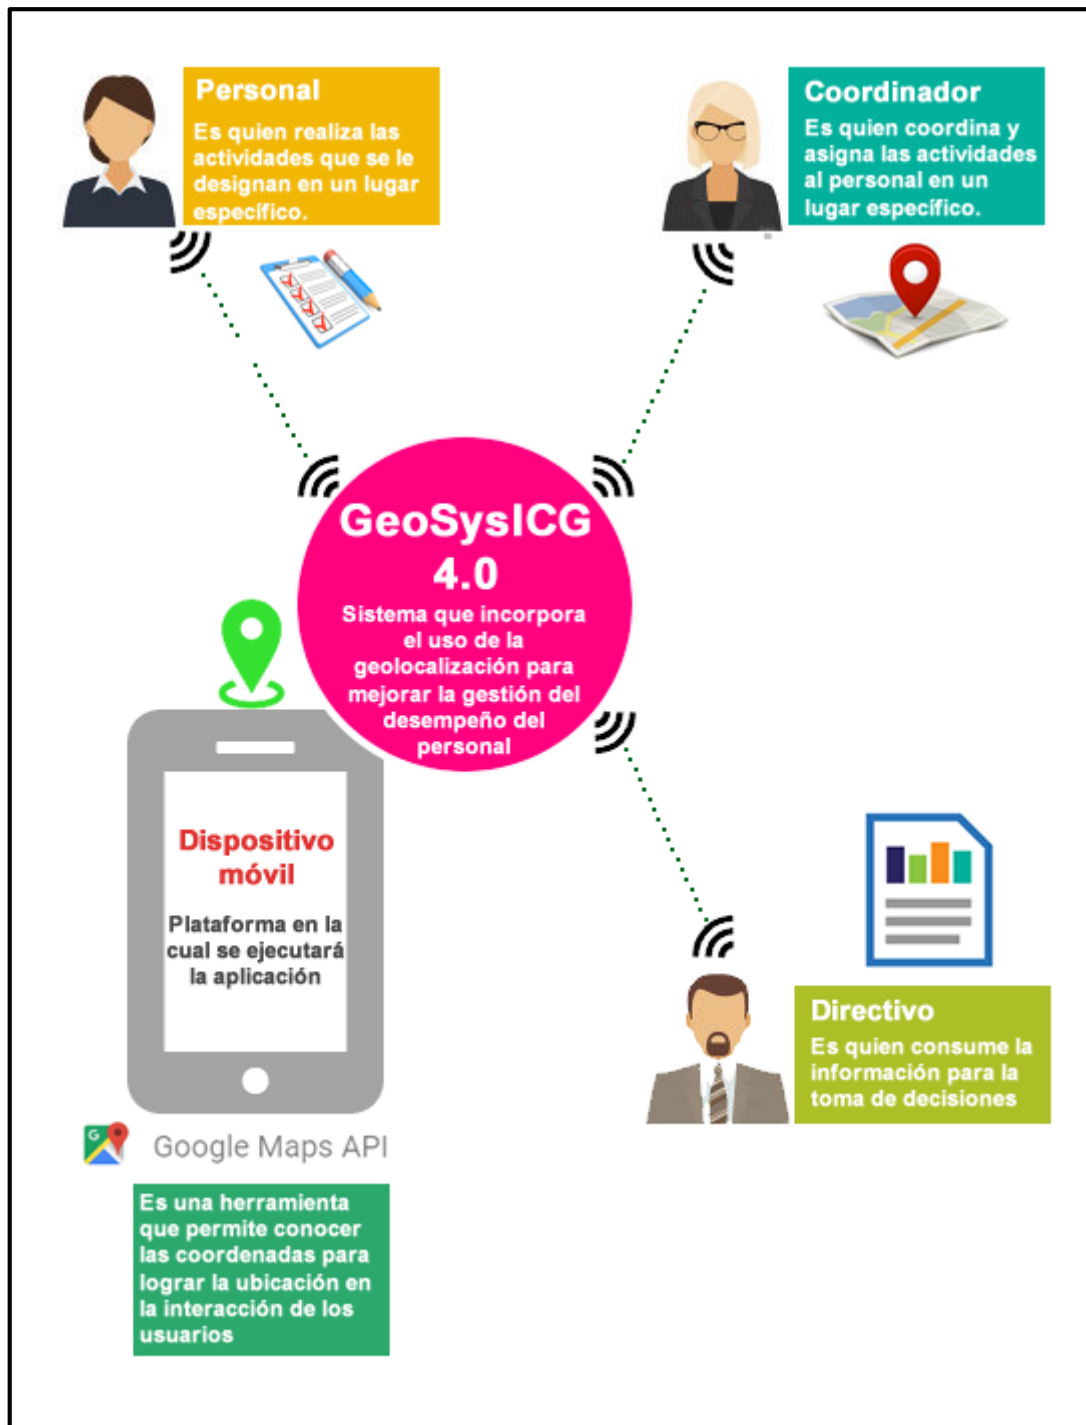 Personal
Es quien realiza las
actividades que se le
designan en un lugar
específico.
Coordinador
Es quien coordina y
asigna las actividades
al personal en un
lugar específico.
GeoSysICG
4.0
Sistema que incorpora
el uso de la
geolocalización para
mejorar la gestión del
desempeño del
personal
Dispositivo
móvil
Plataforma en la
cual se ejecutará
la aplicación
Directivo
Es quien consume la
información para la
toma de decisiones
G
Google Maps API
Es una herramienta
que permite conocer
las coordenadas para
lograr la ubicación en
la interacción de los
usuarios